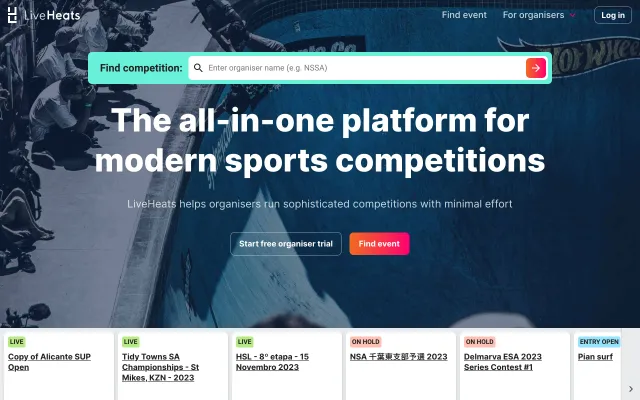 LiveHeats
Find event
For organisers
Log in
Find competition:
Enter organiser name (e.g. NSSA)
The all-in-one platform for
modern sports competitions
LiveHeats helps organisers run sophisticated competitions with minimal effort
Start free organiser trial
Find event
LIVE
Copy of Alicante SUP
Open
LIVE
Tidy Towns SA
Championships - St
Mikes, KZN - 2023
LIVE
HSL - 8º etapa - 15
Novembro 2023
ON HOLD
NSA 千葉東支部予選 2023
ON HOLD
Delmarva ESA 2023
Series Contest #1
ENTRY OPEN
Pian surf